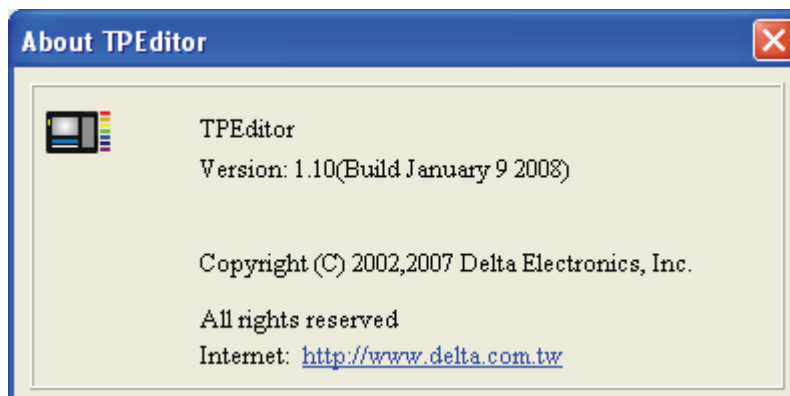 About TPEditor
TPEditor
Version: 1.10(Build January 9 2008)
Copyright (C) 2002,2007 Delta Electronics, Inc.
All rights reserved
Internet: http://www.delta.com.tw